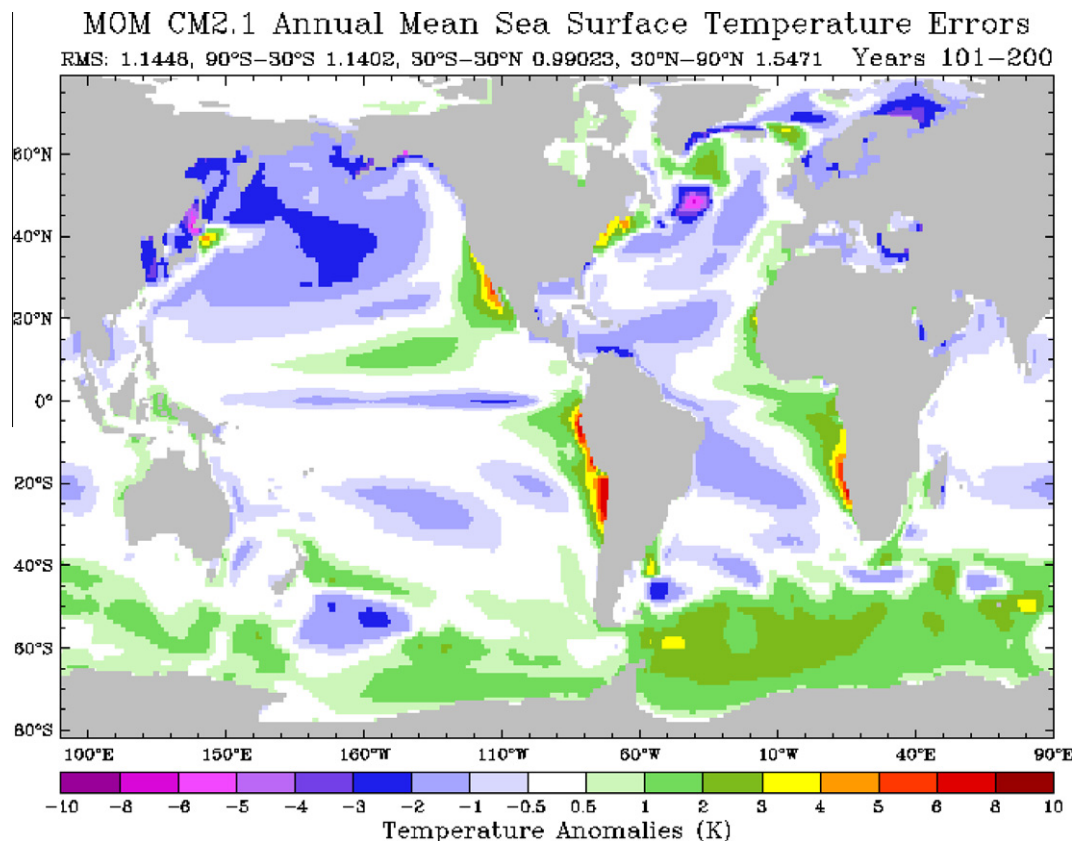 MOM CM2.1 Annual Mean Sea Surface Temperature Errors
RMS: 1.1448, 90°S−30°S 1.1402, 30°S−30°N 0.99023, 30°N−90°N 1.5471 Years 101−200
60°N
40°N
20°N
0°
20°S
40°S
60°S
80°S
100°E 150°E 160°W 110°W 60°W 10°W 40°E 90°E
−10 −8 −6 −5 −4 −3 −2 −1 −0.5 0.5 1 2 3 4 5 6 8 10
Temperature Anomalies (K)